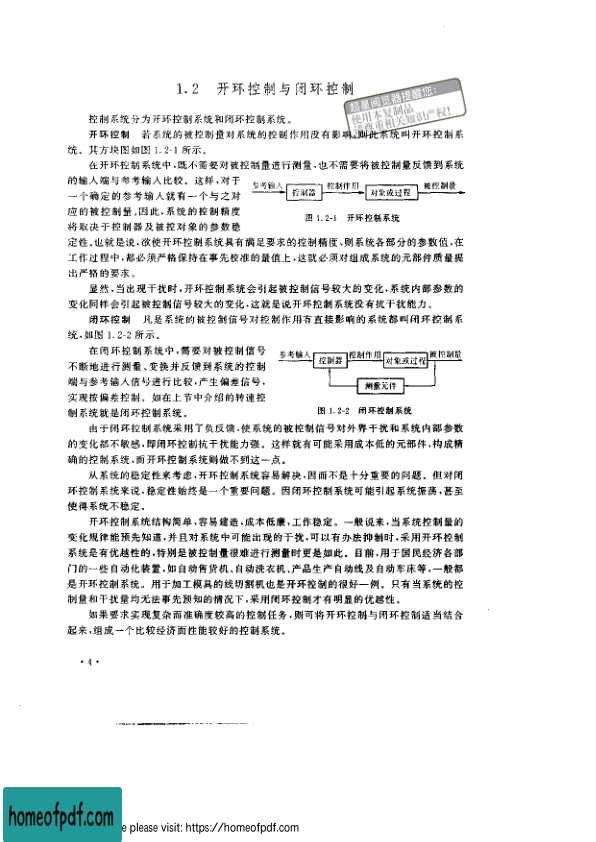 1.2 开环控制与闭环控制
超星阅览器提醒您:
使用本复制品
请尊重相关知识产权!
控制系统分为开环控制系统和闭环控制系统。
开环控制 若系统的被控制量对系统的控制作用没有影响,则此系统叫开环控制系
统。其方块图如图 1.2-1 所示。
在开环控制系统中,既不需要对被控制量进行测量,也不需要将被控制量反馈到系统
的输入端与参考输入比较。这样,对于
一个确定的参考输入就有一个与之对
应的被控制量。因此,系统的控制精度
将取决于控制器及被控对象的参数稳
参考输入 控制器 控制作用 对象或过程 被控制量
图 1.2-1 开环控制系统
定性。也就是说,欲使开环控制系统具有满足要求的控制精度,则系统各部分的参数值,在
工作过程中,都必须严格保持在事先校准的量值上,这就必须对组成系统的元部件质量提
出严格的要求。
显然,当出现干扰时,开环控制系统会引起被控制信号较大的变化,系统内部参数的
变化同样会引起被控制信号较大的变化,这就是说开环控制系统没有抗干扰能力。
闭环控制 凡是系统的被控制信号对控制作用有直接影响的系统都叫闭环控制系
统,如图 1.2-2 所示。
在闭环控制系统中,需要对被控制信号
不断地进行测量、变换并反馈到系统的控制
端与参考输入信号进行比较,产生偏差信号,
实现按偏差控制。如在上节中介绍的转速控
制系统就是闭环控制系统。
参考输入 控制器 控制作用 对象或过程 被控制量
测量元件
图 1.2-2 闭环控制系统
由于闭环控制系统采用了负反馈,使系统的被控制信号对外界干扰和系统内部参数
的变化都不敏感,即闭环控制抗干扰能力强。这样就有可能采用成本低的元部件,构成精
确的控制系统,而开环控制系统则做不到这一点。
从系统的稳定性来考虑,开环控制系统容易解决,因而不是十分重要的问题。但对闭
环控制系统来说,稳定性始终是一个重要问题。因闭环控制系统可能引起系统振荡,甚至
使得系统不稳定。
开环控制系统结构简单,容易建造,成本低廉,工作稳定。一般说来,当系统控制量的
变化规律能预先知道,并且对系统中可能出现的干扰,可以有办法抑制时,采用开环控制
系统是有优越性的,特别是被控制量很难进行测量时更是如此。目前,用于国民经济各部
门的一些自动化装置,如自动售货机、自动洗衣机、产品生产自动线及自动车床等,一般都
是开环控制系统。用于加工模具的线切割机也是开环控制的很好一例。只有当系统的控
制量和干扰量均无法事先预知的情况下,采用闭环控制才有明显的优越性。
如果要求实现复杂而准确度较高的控制任务,则可将开环控制与闭环控制适当结合
起来,组成一个比较经济而性能较好的控制系统。
• 4 •
homeofpdf.com
e please visit: https://homeofpdf.com